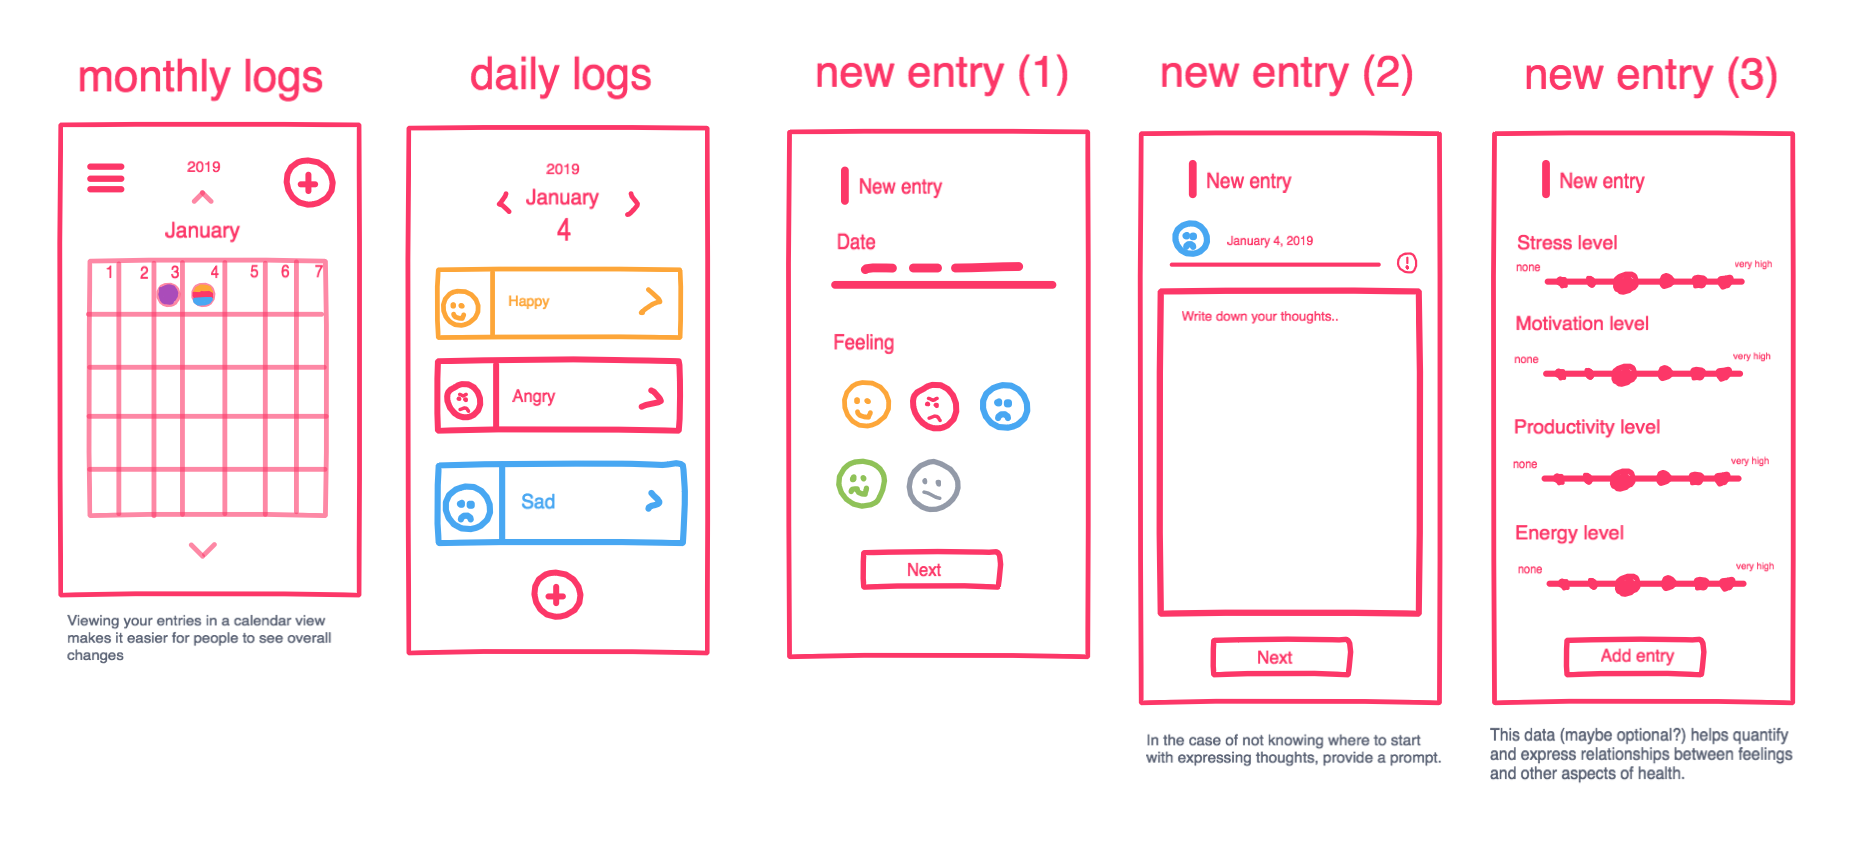 monthly logs
2019
January
1 2 3 4 5 6 7
Viewing your entries in a calendar view
makes it easier for people to see overall
changes
daily logs
2019
January
4
Happy
Angry
Sad
new entry (1)
New entry
Date
Feeling
Next
new entry (2)
New entry
January 4, 2019
Write down your thoughts..
Next
In the case of not knowing where to start
with expressing thoughts, provide a prompt.
new entry (3)
New entry
Stress level
none very high
Motivation level
none very high
Productivity level
none very high
Energy level
none very high
Add entry
This data (maybe optional?) helps quantify
and express relationships between feelings
and other aspects of health.